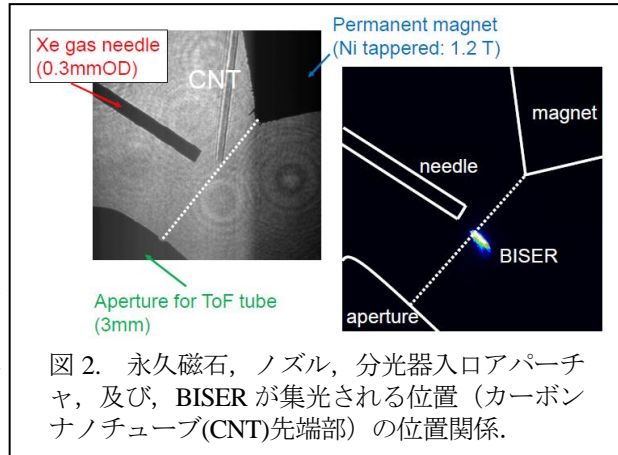 Permanent magnet
(Ni tappered: 1.2 T)
Xe gas needle
(0.3mmOD)
CNT
magnet
needle
BISER
aperture
Aperture for ToF tube
(3mm)
図 2. 永久磁石，ノズル，分光器入口アパーチ
ャ，及び，BISER が集光される位置（カーボン
ナノチューブ(CNT)先端部）の位置関係.